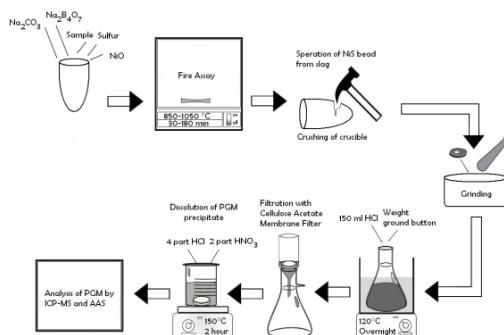 Na2B4O7
Na2CO3
Sample
Sulfur
NiO
Fire Assay
850-1050 °C
30-180 min
Speration of NiS bead
from slag
Crushing of crucible
Grinding
Weight
ground button
150 ml HCl
120°C
Overnight
Filtration with
Cellulose Acetate
Membrane Filter
Dissolution of PGM
precipitate
4 part HCl 2 part HNO3
150°C
2 hour
Analysis of PGM by
ICP-MS and AAS